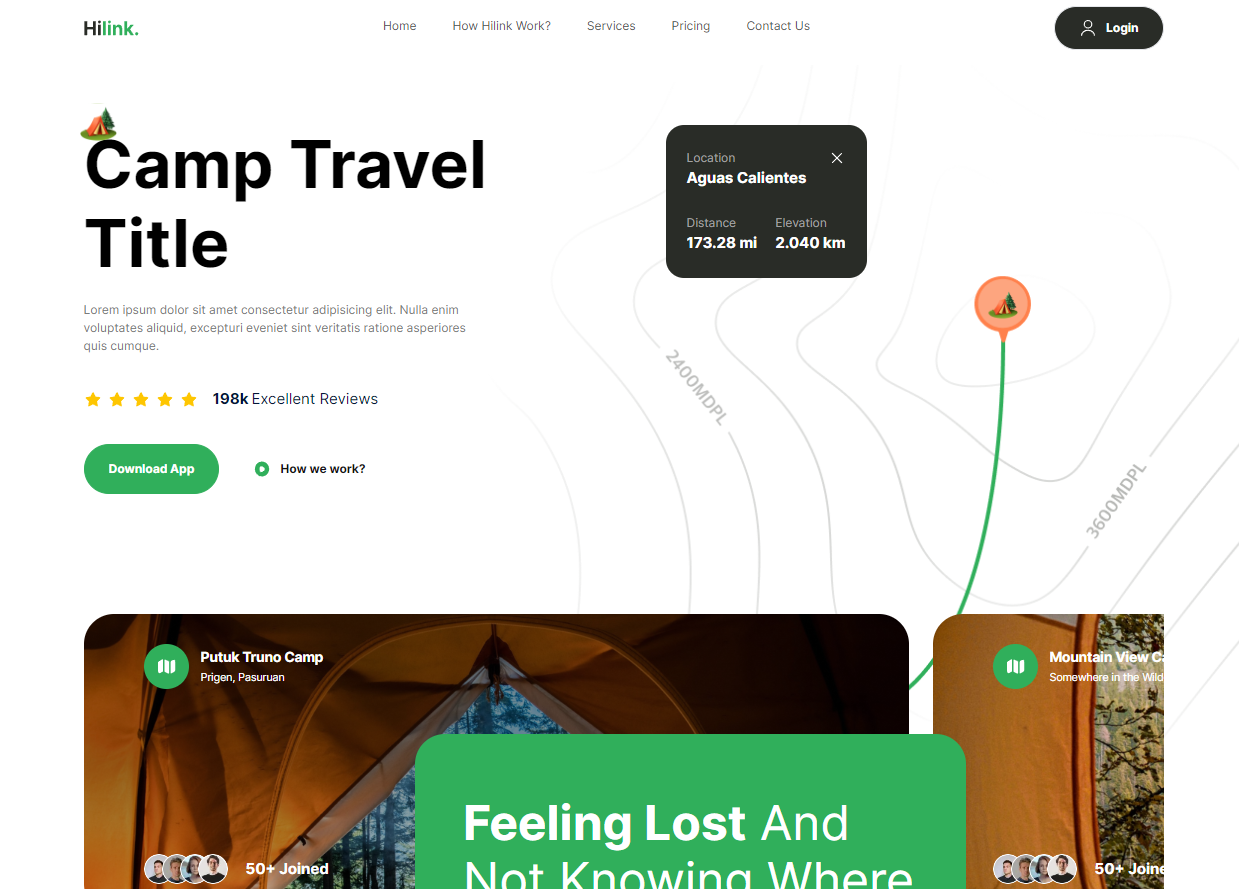 Hilink.
Home
How Hilink Work?
Services
Pricing
Contact Us
Login
Camp Travel
Title
Lorem ipsum dolor sit amet consectetur adipisicing elit. Nulla enim
voluptates aliquid, excepturi eveniet sint veritatis ratione asperiores
quis cumque.
198k Excellent Reviews
Download App
How we work?
Location
Aguas Calientes
Distance
Elevation
173.28 mi
2.040 km
2400MDPL
3600MDPL
Putuk Truno Camp
Prigen, Pasuruan
50+ Joined
Mountain View Ca
Somewhere in the Wild
50+ Joine
Feeling Lost And
Not Knowing Where